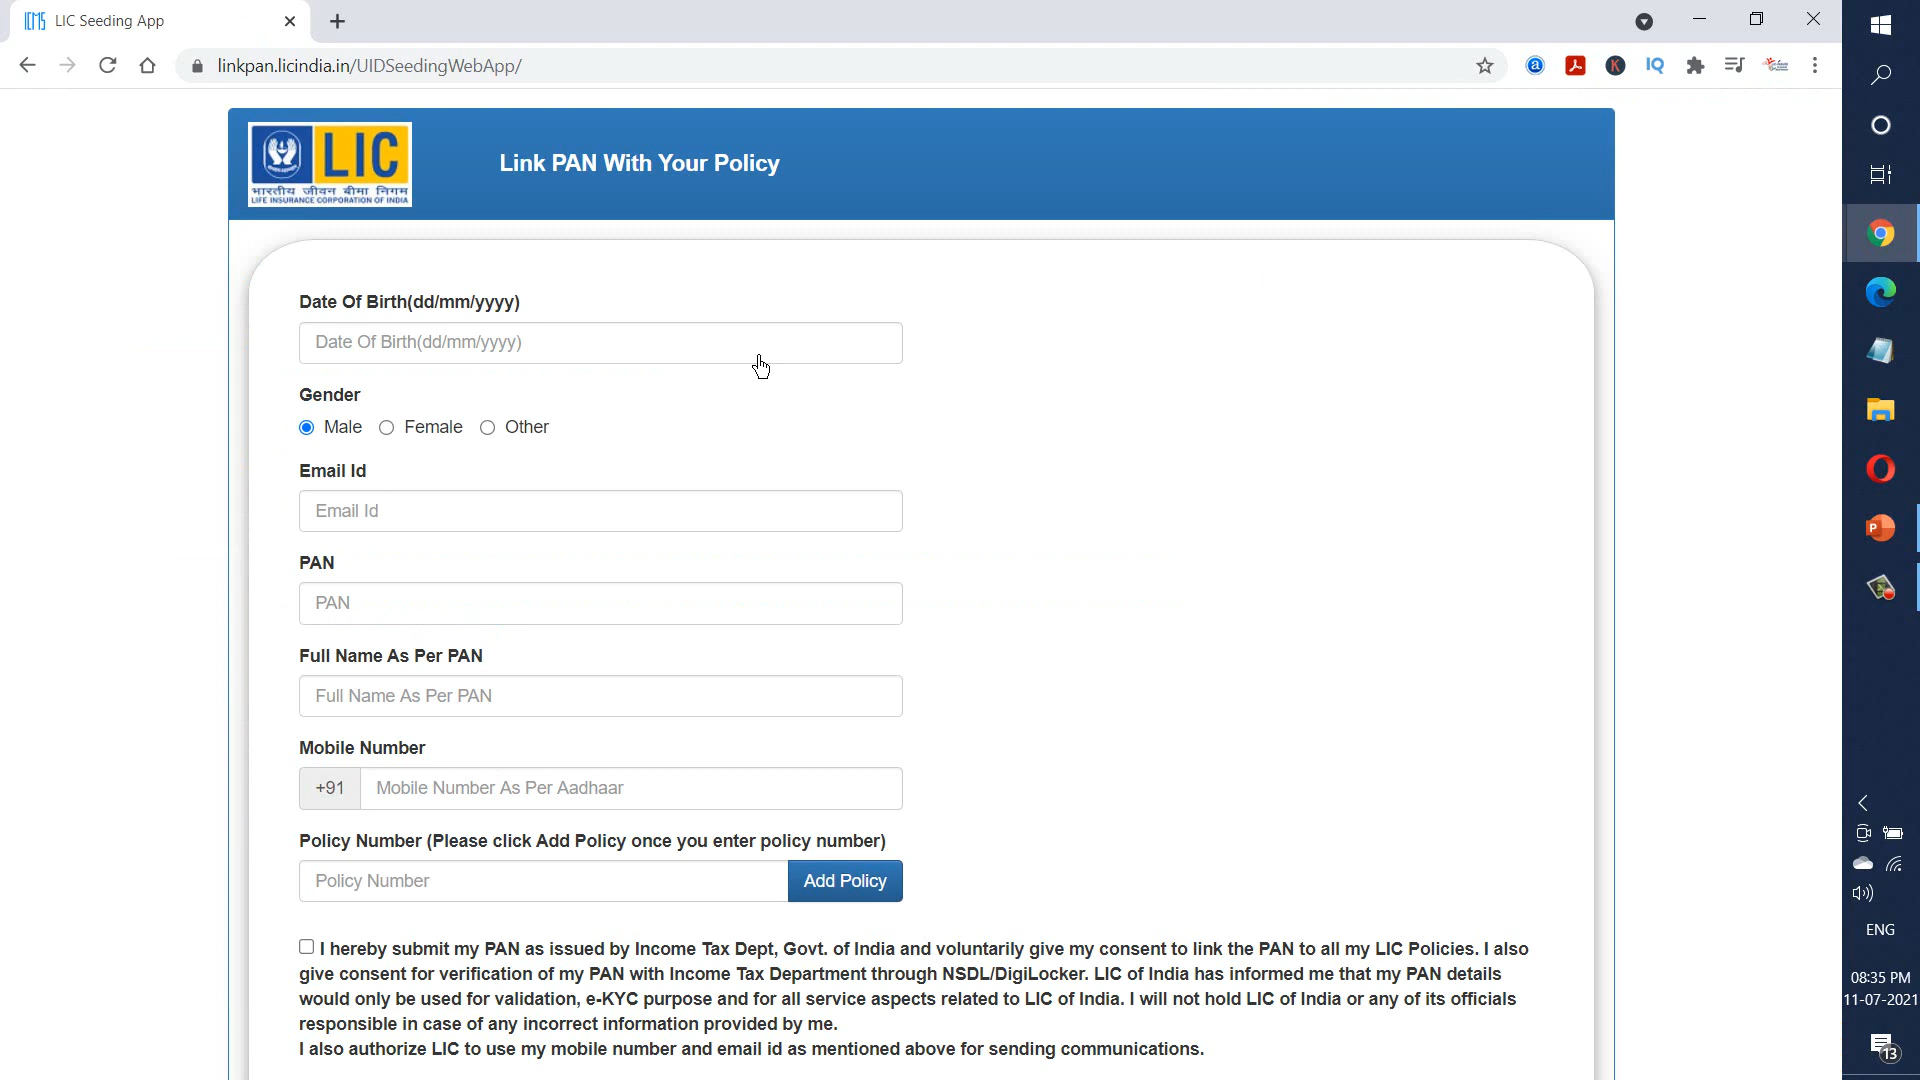 LIC Seeding App
linkpan.licindia.in/UIDSeedingWebApp/
LIC
भारतीय जीवन बीमा निगम
LIFE INSURANCE CORPORATION OF INDIA
Link PAN With Your Policy
Date Of Birth(dd/mm/yyyy)
Date Of Birth(dd/mm/yyyy)
Gender
Male Female Other
Email Id
Email Id
PAN
PAN
Full Name As Per PAN
Full Name As Per PAN
Mobile Number
+91 Mobile Number As Per Aadhaar
Policy Number (Please click Add Policy once you enter policy number)
Policy Number Add Policy
I hereby submit my PAN as issued by Income Tax Dept, Govt. of India and voluntarily give my consent to link the PAN to all my LIC Policies. I also
give consent for verification of my PAN with Income Tax Department through NSDL/DigiLocker. LIC of India has informed me that my PAN details
would only be used for validation, e-KYC purpose and for all service aspects related to LIC of India. I will not hold LIC of India or any of its officials
responsible in case of any incorrect information provided by me.
I also authorize LIC to use my mobile number and email id as mentioned above for sending communications.
ENG
08:35 PM
11-07-2021
13